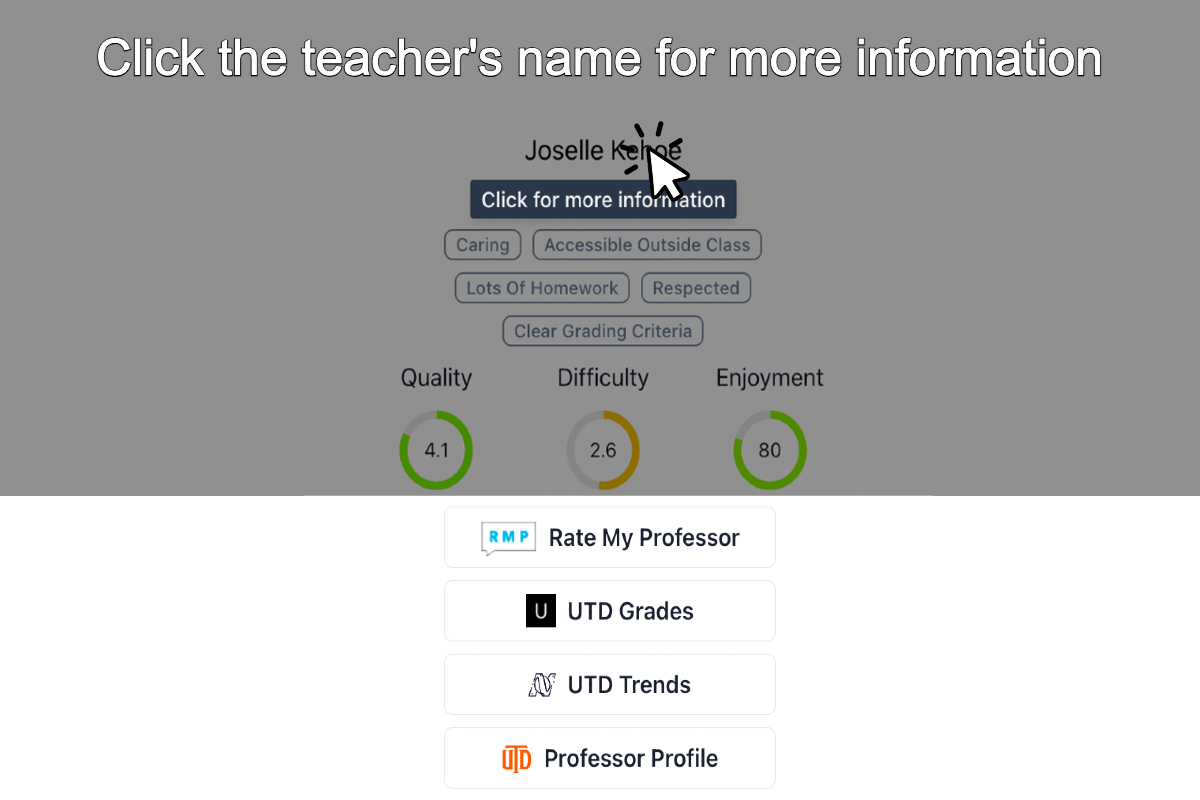 Click the teacher's name for more information
Joselle Kehoe
Click for more information
Caring Accessible Outside Class
Lots Of Homework Respected
Clear Grading Criteria
Quality Difficulty Enjoyment
4.1 2.6 80
RMP Rate My Professor
U UTD Grades
UTD Trends
UTD Professor Profile